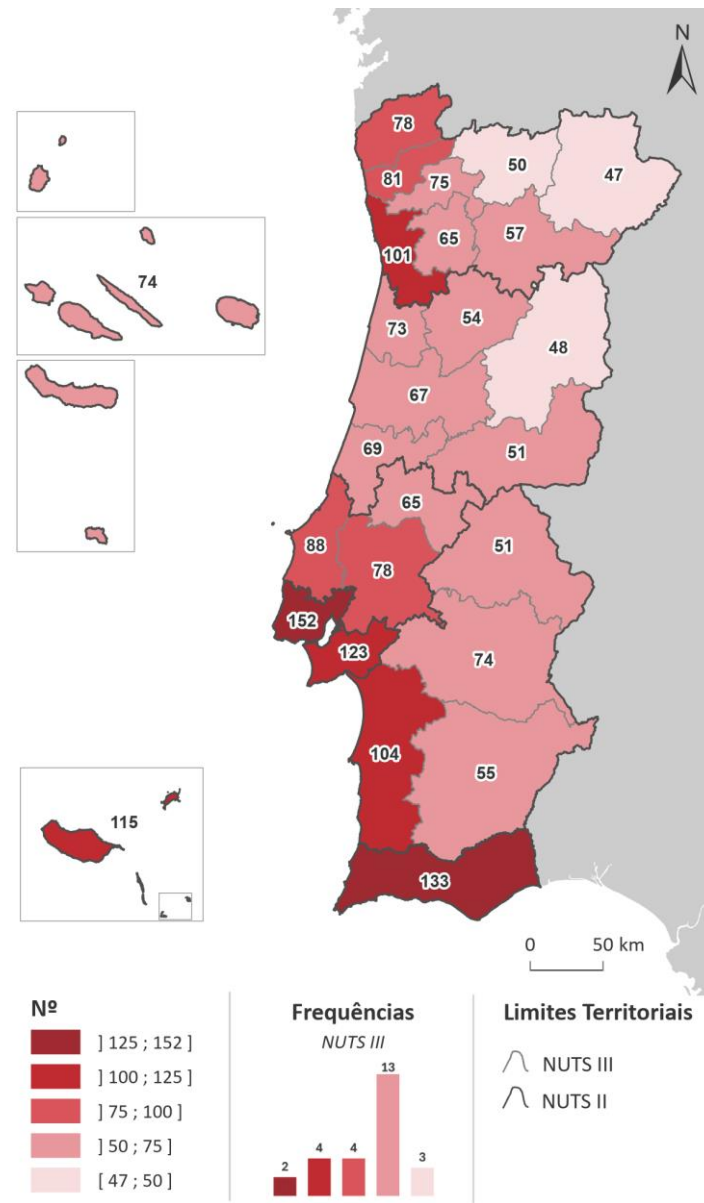 N
78
50
47
81
75
57
65
101
74
54
73
48
67
69
51
65
51
88
78
152
123
74
104
55
115
133
0 50 km
Nº
] 125 ; 152 ]
] 100 ; 125 ]
] 75 ; 100 ]
] 50 ; 75 ]
[ 47 ; 50 ]
Frequências
NUTS III
13
4 4
2 3
Limites Territoriais
NUTS III
NUTS II